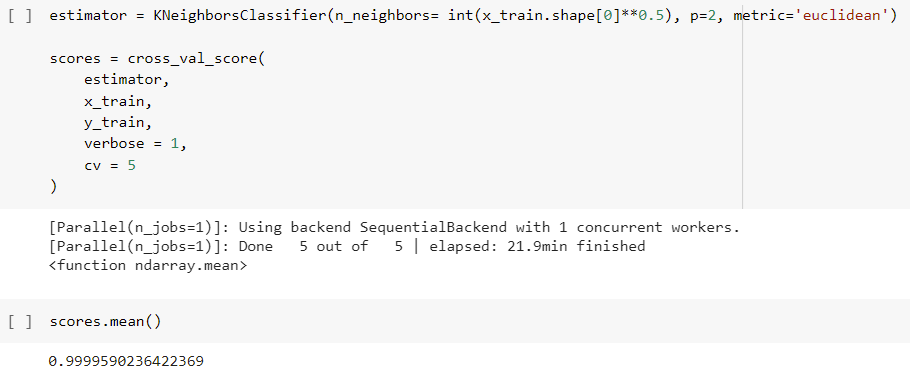 [ ] estimator = KNeighborsClassifier(n_neighbors= int(x_train.shape[0]**0.5), p=2, metric='euclidean')
scores = cross_val_score(
    estimator,
    x_train,
    y_train,
    verbose = 1,
    cv = 5
)
[Parallel(n_jobs=1)]: Using backend SequentialBackend with 1 concurrent workers.
[Parallel(n_jobs=1)]: Done   5 out of   5 | elapsed: 21.9min finished
<function ndarray.mean>
[ ] scores.mean()
0.9999590236422369